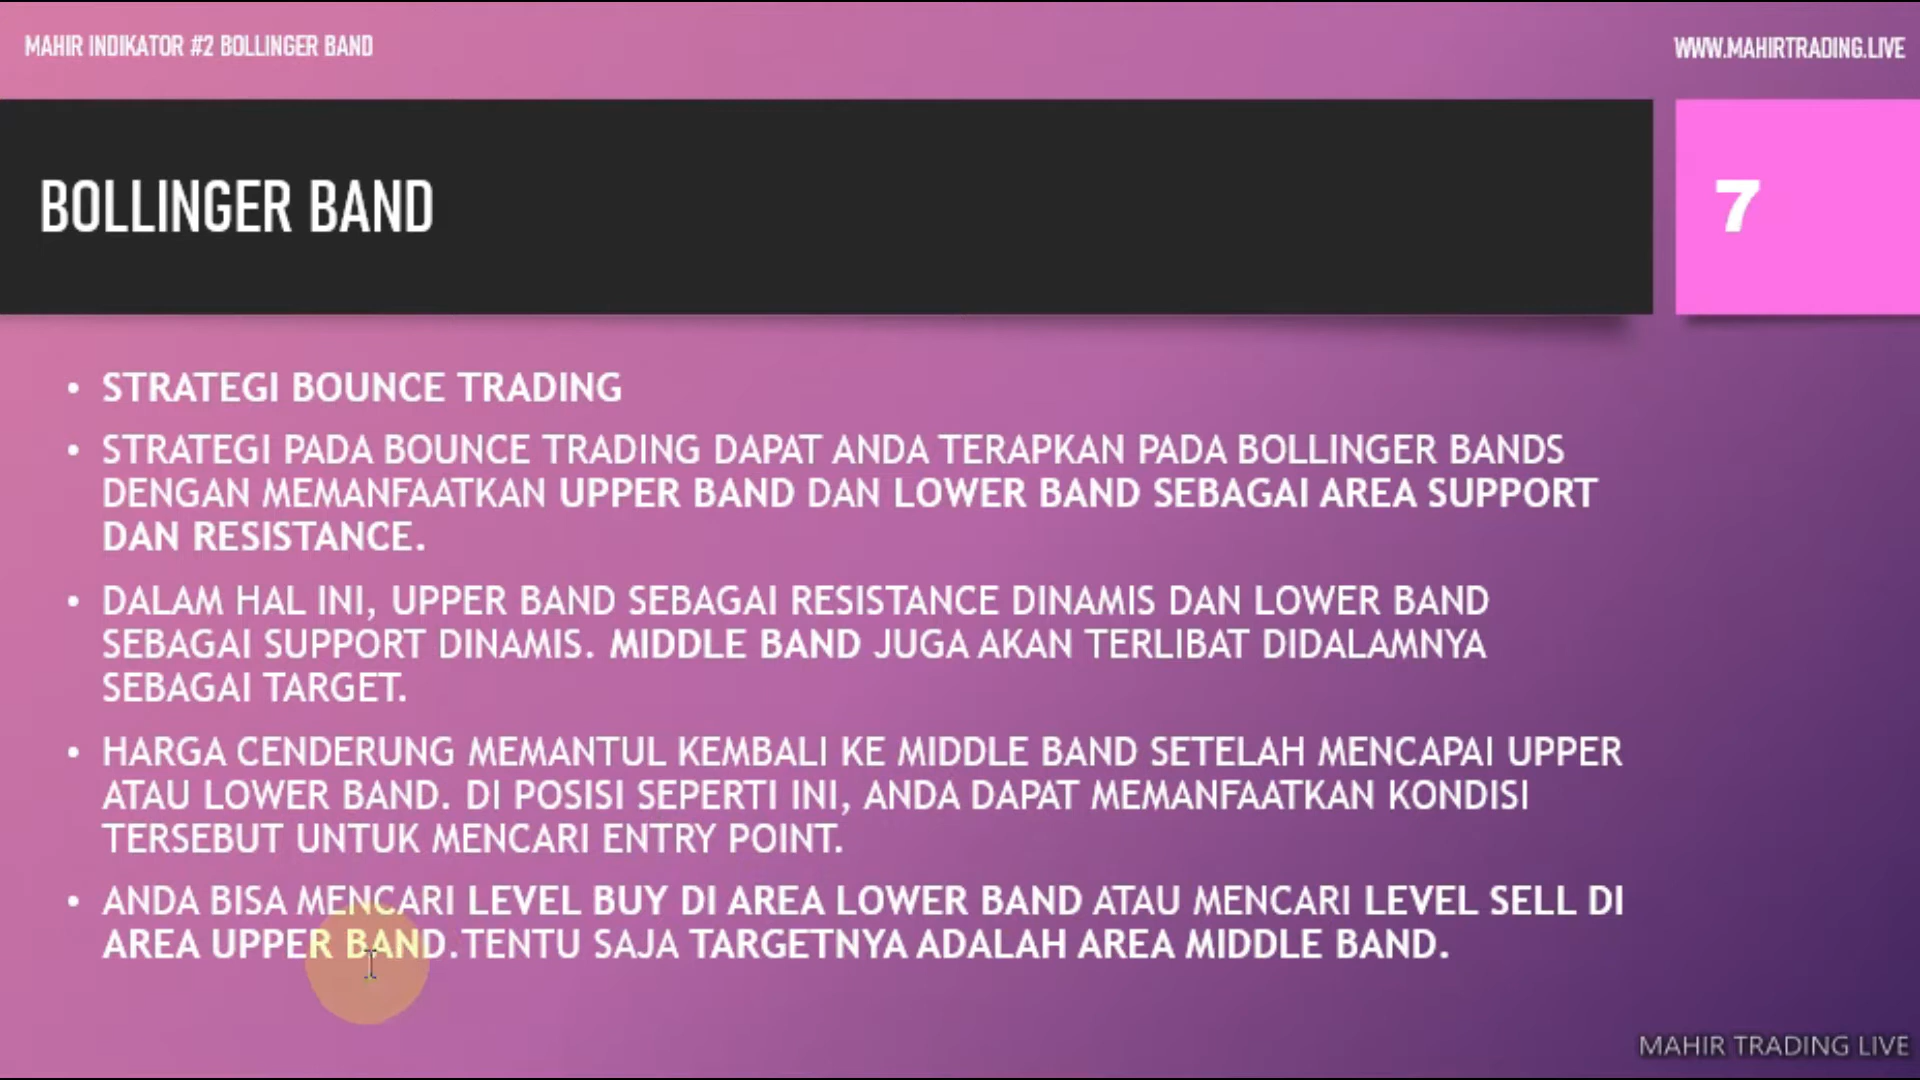 MAHIR INDIKATOR #2 BOLLINGER BAND
WWW.MAHIRTRADING.LIVE
BOLLINGER BAND
7
• STRATEGI BOUNCE TRADING
• STRATEGI PADA BOUNCE TRADING DAPAT ANDA TERAPKAN PADA BOLLINGER BANDS
DENGAN MEMANFAATKAN UPPER BAND DAN LOWER BAND SEBAGAI AREA SUPPORT
DAN RESISTANCE.
• DALAM HAL INI, UPPER BAND SEBAGAI RESISTANCE DINAMIS DAN LOWER BAND
SEBAGAI SUPPORT DINAMIS. MIDDLE BAND JUGA AKAN TERLIBAT DIDALAMNYA
SEBAGAI TARGET.
• HARGA CENDERUNG MEMANTUL KEMBALI KE MIDDLE BAND SETELAH MENCAPAI UPPER
ATAU LOWER BAND. DI POSISI SEPERTI INI, ANDA DAPAT MEMANFAATKAN KONDISI
TERSEBUT UNTUK MENCARI ENTRY POINT.
• ANDA BISA MENCARI LEVEL BUY DI AREA LOWER BAND ATAU MENCARI LEVEL SELL DI
AREA UPPER BAND.TENTU SAJA TARGETNYA ADALAH AREA MIDDLE BAND.
MAHIR TRADING LIVE